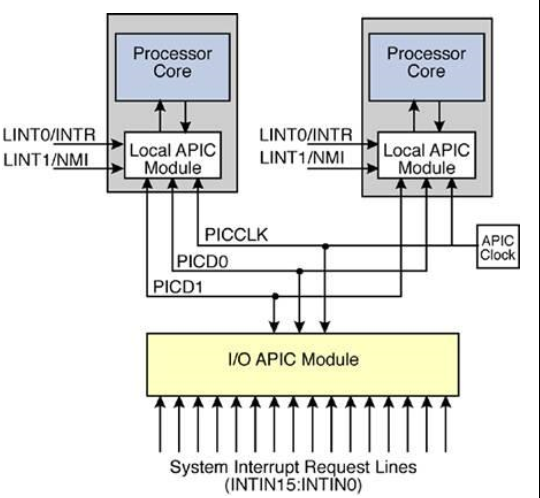 Processor
Core
Processor
Core
LINT0/INTR
LINT1/NMI
Local APIC
Module
LINT0/INTR
LINT1/NMI
Local APIC
Module
PICCLK
APIC
Clock
PICD0
PICD1
I/O APIC Module
System Interrupt Request Lines
(INTIN15:INTIN0)